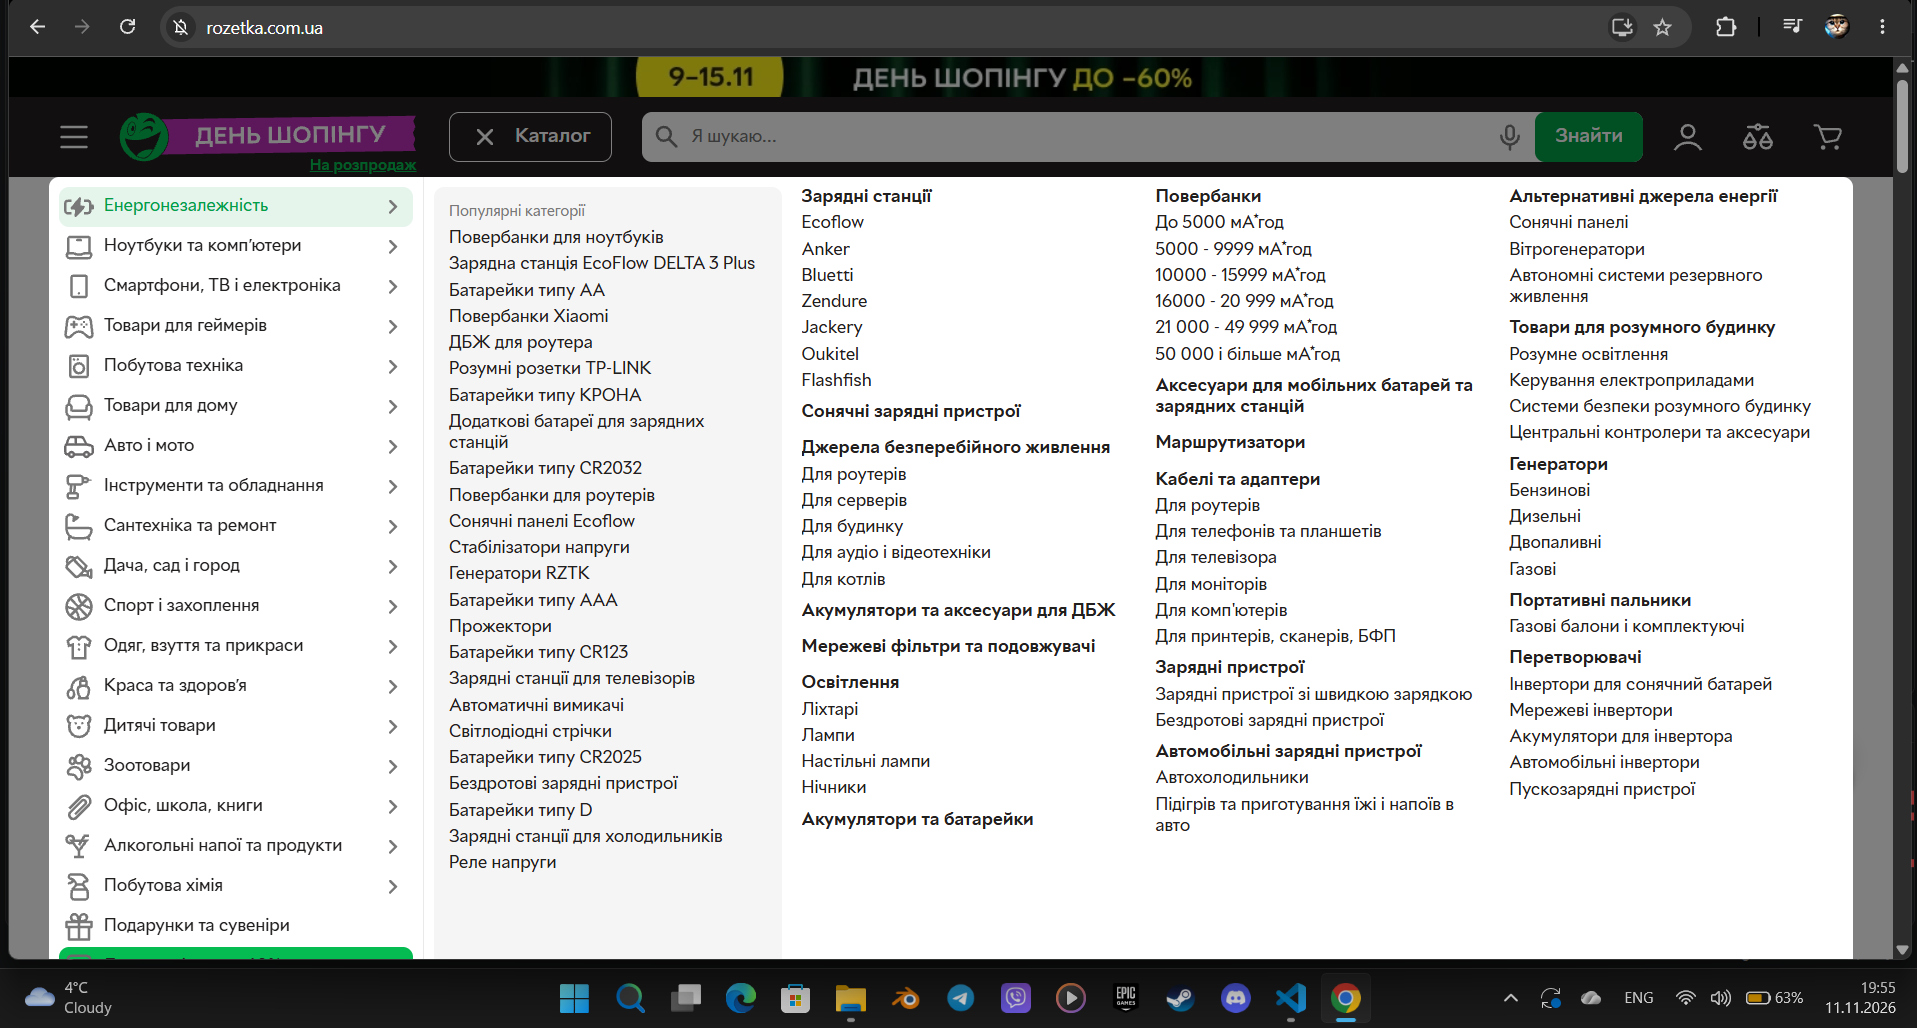 rozetka.com.ua
9–15.11
ДЕНЬ ШОПІНГУ ДО –60%
ДЕНЬ ШОПІНГУ
На розпродаж
Каталог
Я шукаю...
Знайти
Енергонезалежність
Ноутбуки та комп'ютери
Смартфони, ТВ і електроніка
Товари для геймерів
Побутова техніка
Товари для дому
Авто і мото
Інструменти та обладнання
Сантехніка та ремонт
Дача, сад і город
Спорт і захоплення
Одяг, взуття та прикраси
Краса та здоров'я
Дитячі товари
Зоотовари
Офіс, школа, книги
Алкогольні напої та продукти
Побутова хімія
Подарунки та сувеніри
Популярні категорії
Повербанки для ноутбуків
Зарядна станція EcoFlow DELTA 3 Plus
Батарейки типу АА
Повербанки Xiaomi
ДБЖ для роутера
Розумні розетки TP-LINK
Батарейки типу КРОНА
Додаткові батареї для зарядних
станцій
Батарейки типу CR2032
Повербанки для роутерів
Сонячні панелі Ecoflow
Стабілізатори напруги
Генератори RZTK
Батарейки типу ААА
Прожектори
Батарейки типу CR123
Зарядні станції для телевізорів
Автоматичні вимикачі
Світлодіодні стрічки
Батарейки типу CR2025
Бездротові зарядні пристрої
Батарейки типу D
Зарядні станції для холодильників
Реле напруги
Зарядні станції
Ecoflow
Anker
Bluetti
Zendure
Jackery
Oukitel
Flashfish
Сонячні зарядні пристрої
Джерела безперебійного живлення
Для роутерів
Для серверів
Для будинку
Для аудіо і відеотехніки
Для котлів
Акумулятори та аксесуари для ДБЖ
Мережеві фільтри та подовжувачі
Освітлення
Ліхтарі
Лампи
Настільні лампи
Нічники
Акумулятори та батарейки
Повербанки
До 5000 мА*год
5000 - 9999 мА*год
10000 - 15999 мА*год
16000 - 20 999 мА*год
21 000 - 49 999 мА*год
50 000 і більше мА*год
Аксесуари для мобільних батарей та
зарядних станцій
Маршрутизатори
Кабелі та адаптери
Для роутерів
Для телефонів та планшетів
Для телевізора
Для моніторів
Для комп'ютерів
Для принтерів, сканерів, БФП
Зарядні пристрої
Зарядні пристрої зі швидкою зарядкою
Бездротові зарядні пристрої
Автомобільні зарядні пристрої
Автохолодильники
Підігрів та приготування їжі і напоїв в
авто
Альтернативні джерела енергії
Сонячні панелі
Вітрогенератори
Автономні системи резервного
живлення
Товари для розумного будинку
Розумне освітлення
Керування електроприладами
Системи безпеки розумного будинку
Центральні контролери та аксесуари
Генератори
Бензинові
Дизельні
Двопаливні
Газові
Портативні пальники
Газові балони і комплектуючі
Перетворювачі
Інвертори для сонячний батарей
Мережеві інвертори
Акумулятори для інвертора
Автомобільні інвертори
Пускозарядні пристрої
4°C
Cloudy
EPIC
GAMES
ENG
63%
19:55
11.11.2026